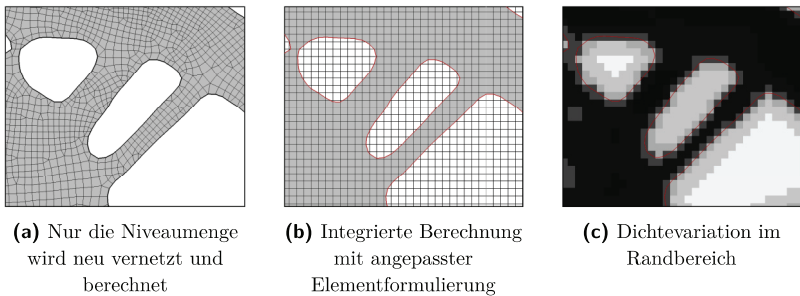 (a) Nur die Niveaumenge
wird neu vernetzt und
berechnet
(b) Integrierte Berechnung
mit angepasster
Elementformulierung
(c) Dichtevariation im
Randbereich